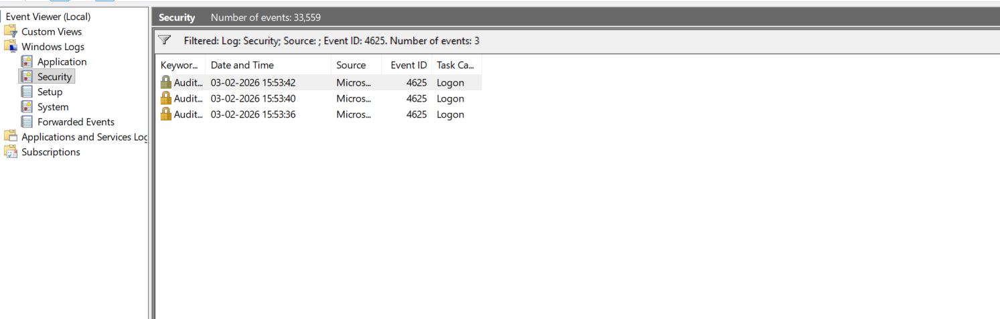 Event Viewer (Local)
Custom Views
Windows Logs
Application
Security
Setup
System
Forwarded Events
Applications and Services Log
Subscriptions
Security Number of events: 33,559
Filtered: Log: Security; Source: ; Event ID: 4625. Number of events: 3
Keywor... Date and Time Source Event ID Task Ca...
Audit... 03-02-2026 15:53:42 Micros... 4625 Logon
Audit... 03-02-2026 15:53:40 Micros... 4625 Logon
Audit... 03-02-2026 15:53:36 Micros... 4625 Logon